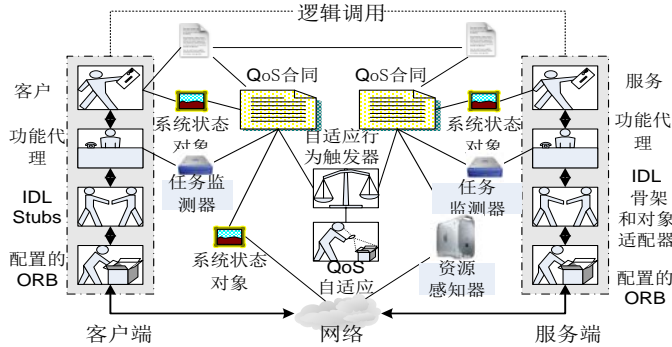 逻辑调用
QoS合同
QoS合同
客户
服务
系统状态
对象
系统状态
对象
功能代
理
功能代
理
自适应行
为触发器
任务监
测器
任务
监测器
IDL
Stubs
IDL
骨架
和对象
适配器
系统状态
对象
QoS
自适应
资源
感知器
配置的
ORB
配置的
ORB
客户端
网络
服务端